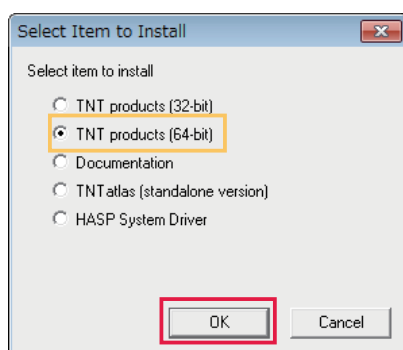 Select Item to Install
Select item to install
TNT products (32-bit)
TNT products (64-bit)
Documentation
TNTatlas (standalone version)
HASP System Driver
OK Cancel